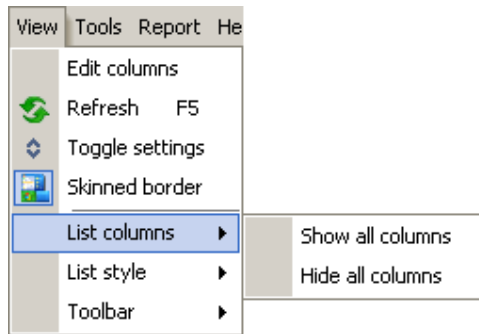 View Tools Report He
Edit columns
Refresh F5
Toggle settings
Skinned border
List columns
Show all columns
List style
Hide all columns
Toolbar